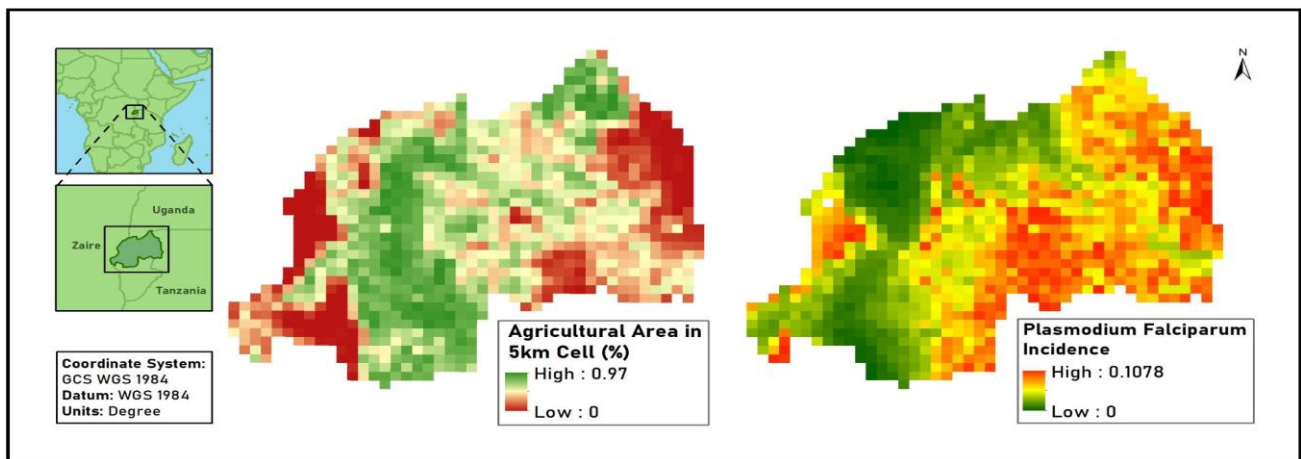 Uganda
Zaire
Tanzania
Coordinate System:
GCS WGS 1984
Datum: WGS 1984
Units: Degree
Agricultural Area in
5km Cell (%)
High : 0.97
Low : 0
N
Plasmodium Falciparum
Incidence
High : 0.1078
Low : 0